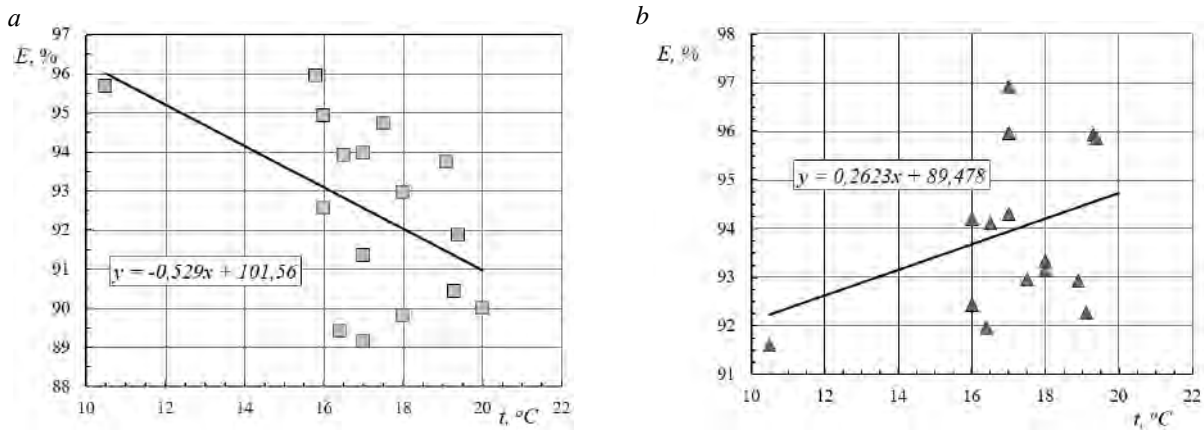 a
97
E, %
96
95
94
93
92
91
90
89
88
y = -0,529x + 101,56
10 12 14 16 18 20 22
t, °C
b
98
E, %
97
96
95
94
93
92
91
y = 0,2623x + 89,478
10 12 14 16 18 20 22
t, °C